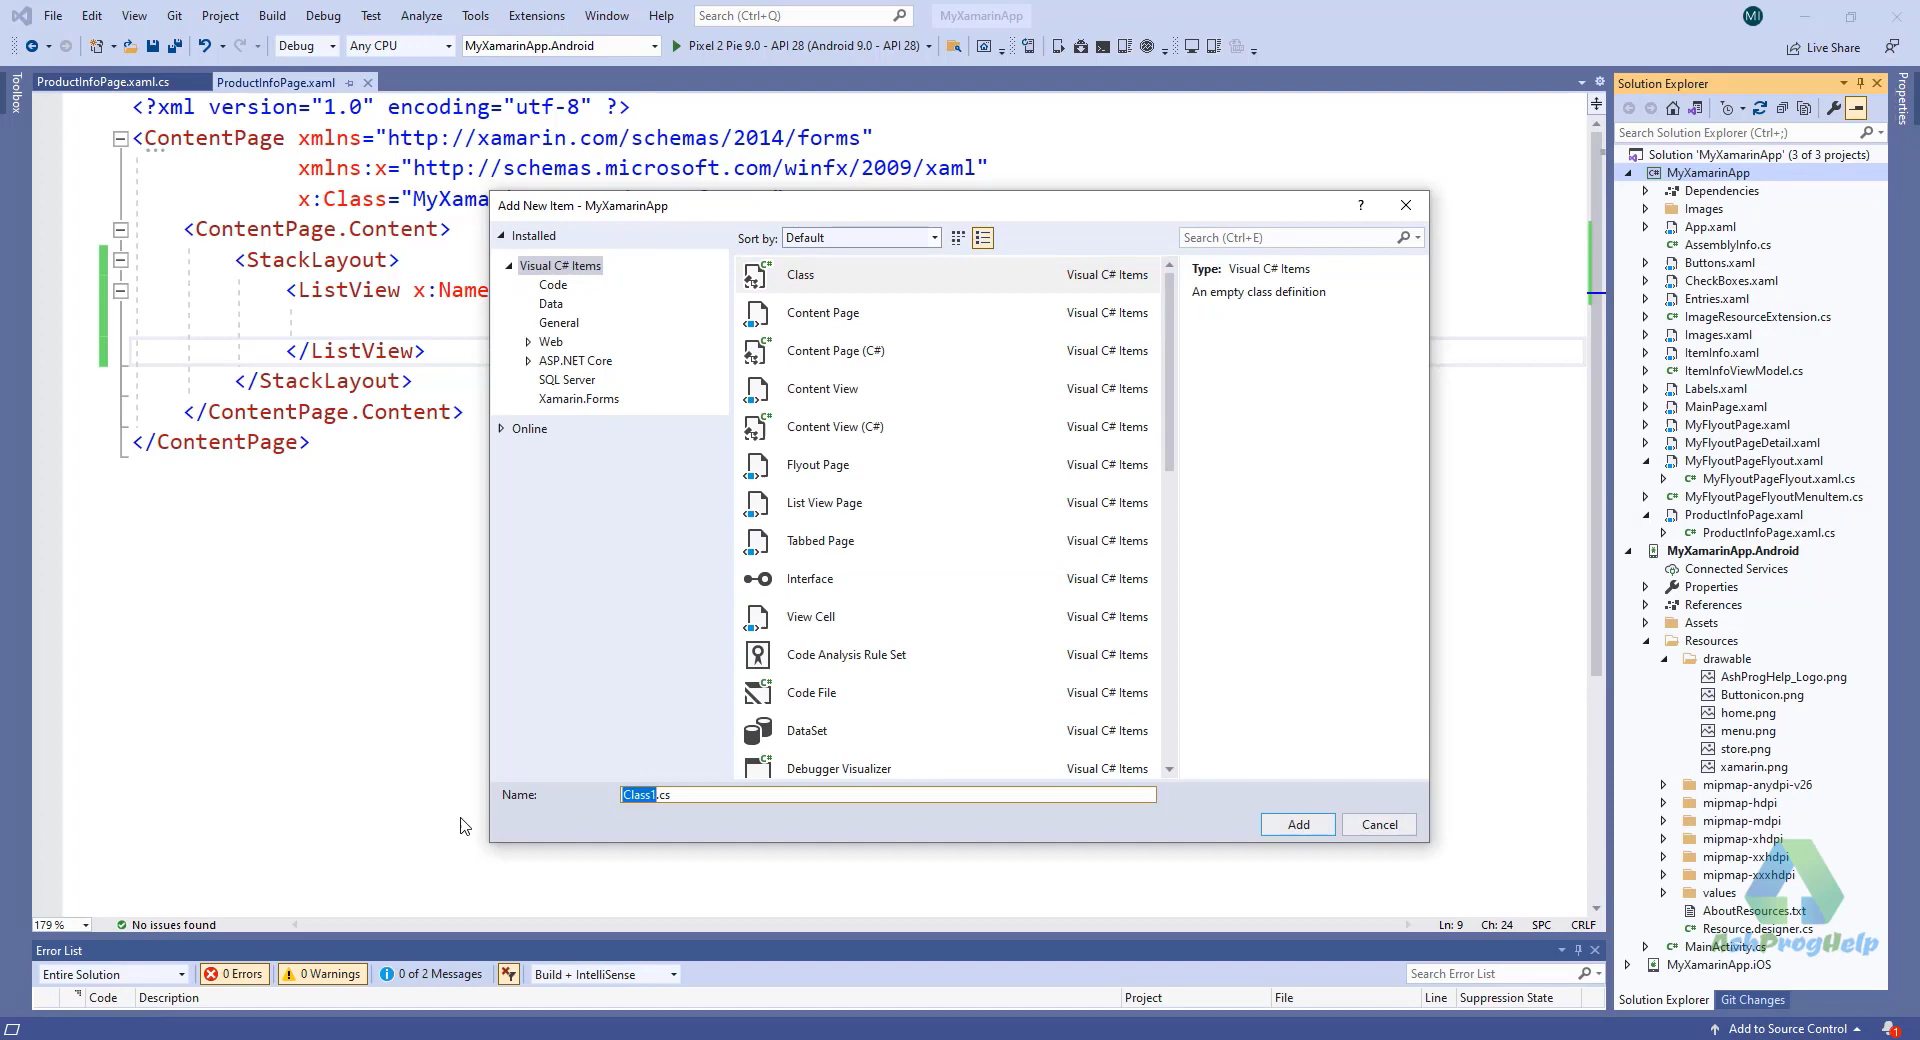 File Edit View Git Project Build Debug Test Analyze Tools Extensions Window Help Search (Ctrl+Q) MyXamarinApp MI
Debug Any CPU MyXamarinApp.Android Pixel 2 Pie 9.0 - API 28 (Android 9.0 - API 28) Live Share
Toolbox
ProductInfoPage.xaml.cs ProductInfoPage.xaml
<?xml version="1.0" encoding="utf-8" ?>
<ContentPage xmlns="http://xamarin.com/schemas/2014/forms"
xmlns:x="http://schemas.microsoft.com/winfx/2009/xaml"
x:Class="MyXama
<ContentPage.Content>
<StackLayout>
<ListView x:Name
</ListView>
</StackLayout>
</ContentPage.Content>
</ContentPage>
Add New Item - MyXamarinApp ?
Installed
Sort by: Default
Search (Ctrl+E)
Visual C# Items
Code
Data
General
Web
ASP.NET Core
SQL Server
Xamarin.Forms
Online
Class Visual C# Items
Content Page Visual C# Items
Content Page (C#) Visual C# Items
Content View Visual C# Items
Content View (C#) Visual C# Items
Flyout Page Visual C# Items
List View Page Visual C# Items
Tabbed Page Visual C# Items
Interface Visual C# Items
View Cell Visual C# Items
Code Analysis Rule Set Visual C# Items
Code File Visual C# Items
DataSet Visual C# Items
Debugger Visualizer Visual C# Items
Type: Visual C# Items
An empty class definition
Name: Class1.cs
Add Cancel
179 % No issues found Ln: 9 Ch: 24 SPC CRLF
Error List
Entire Solution 0 Errors 0 Warnings 0 of 2 Messages Build + IntelliSense Search Error List
Code Description Project File Line Suppression State
Solution Explorer
Search Solution Explorer (Ctrl+;)
Solution 'MyXamarinApp' (3 of 3 projects)
MyXamarinApp
Dependencies
Images
App.xaml
AssemblyInfo.cs
Buttons.xaml
CheckBoxes.xaml
Entries.xaml
ImageResourceExtension.cs
Images.xaml
ItemInfo.xaml
ItemInfoViewModel.cs
Labels.xaml
MainPage.xaml
MyFlyoutPage.xaml
MyFlyoutPageDetail.xaml
MyFlyoutPageFlyout.xaml
MyFlyoutPageFlyout.xaml.cs
MyFlyoutPageFlyoutMenuItem.cs
ProductInfoPage.xaml
ProductInfoPage.xaml.cs
MyXamarinApp.Android
Connected Services
Properties
References
Assets
Resources
drawable
AshProgHelp_Logo.png
Buttonicon.png
home.png
menu.png
store.png
xamarin.png
mipmap-anydpi-v26
mipmap-hdpi
mipmap-mdpi
mipmap-xhdpi
mipmap-xxhdpi
mipmap-xxxhdpi
values
AboutResources.txt
Resource.designer.cs
MainActivity.cs
MyXamarinApp.iOS
AshProgHelp
Solution Explorer Git Changes
Properties
Add to Source Control 1